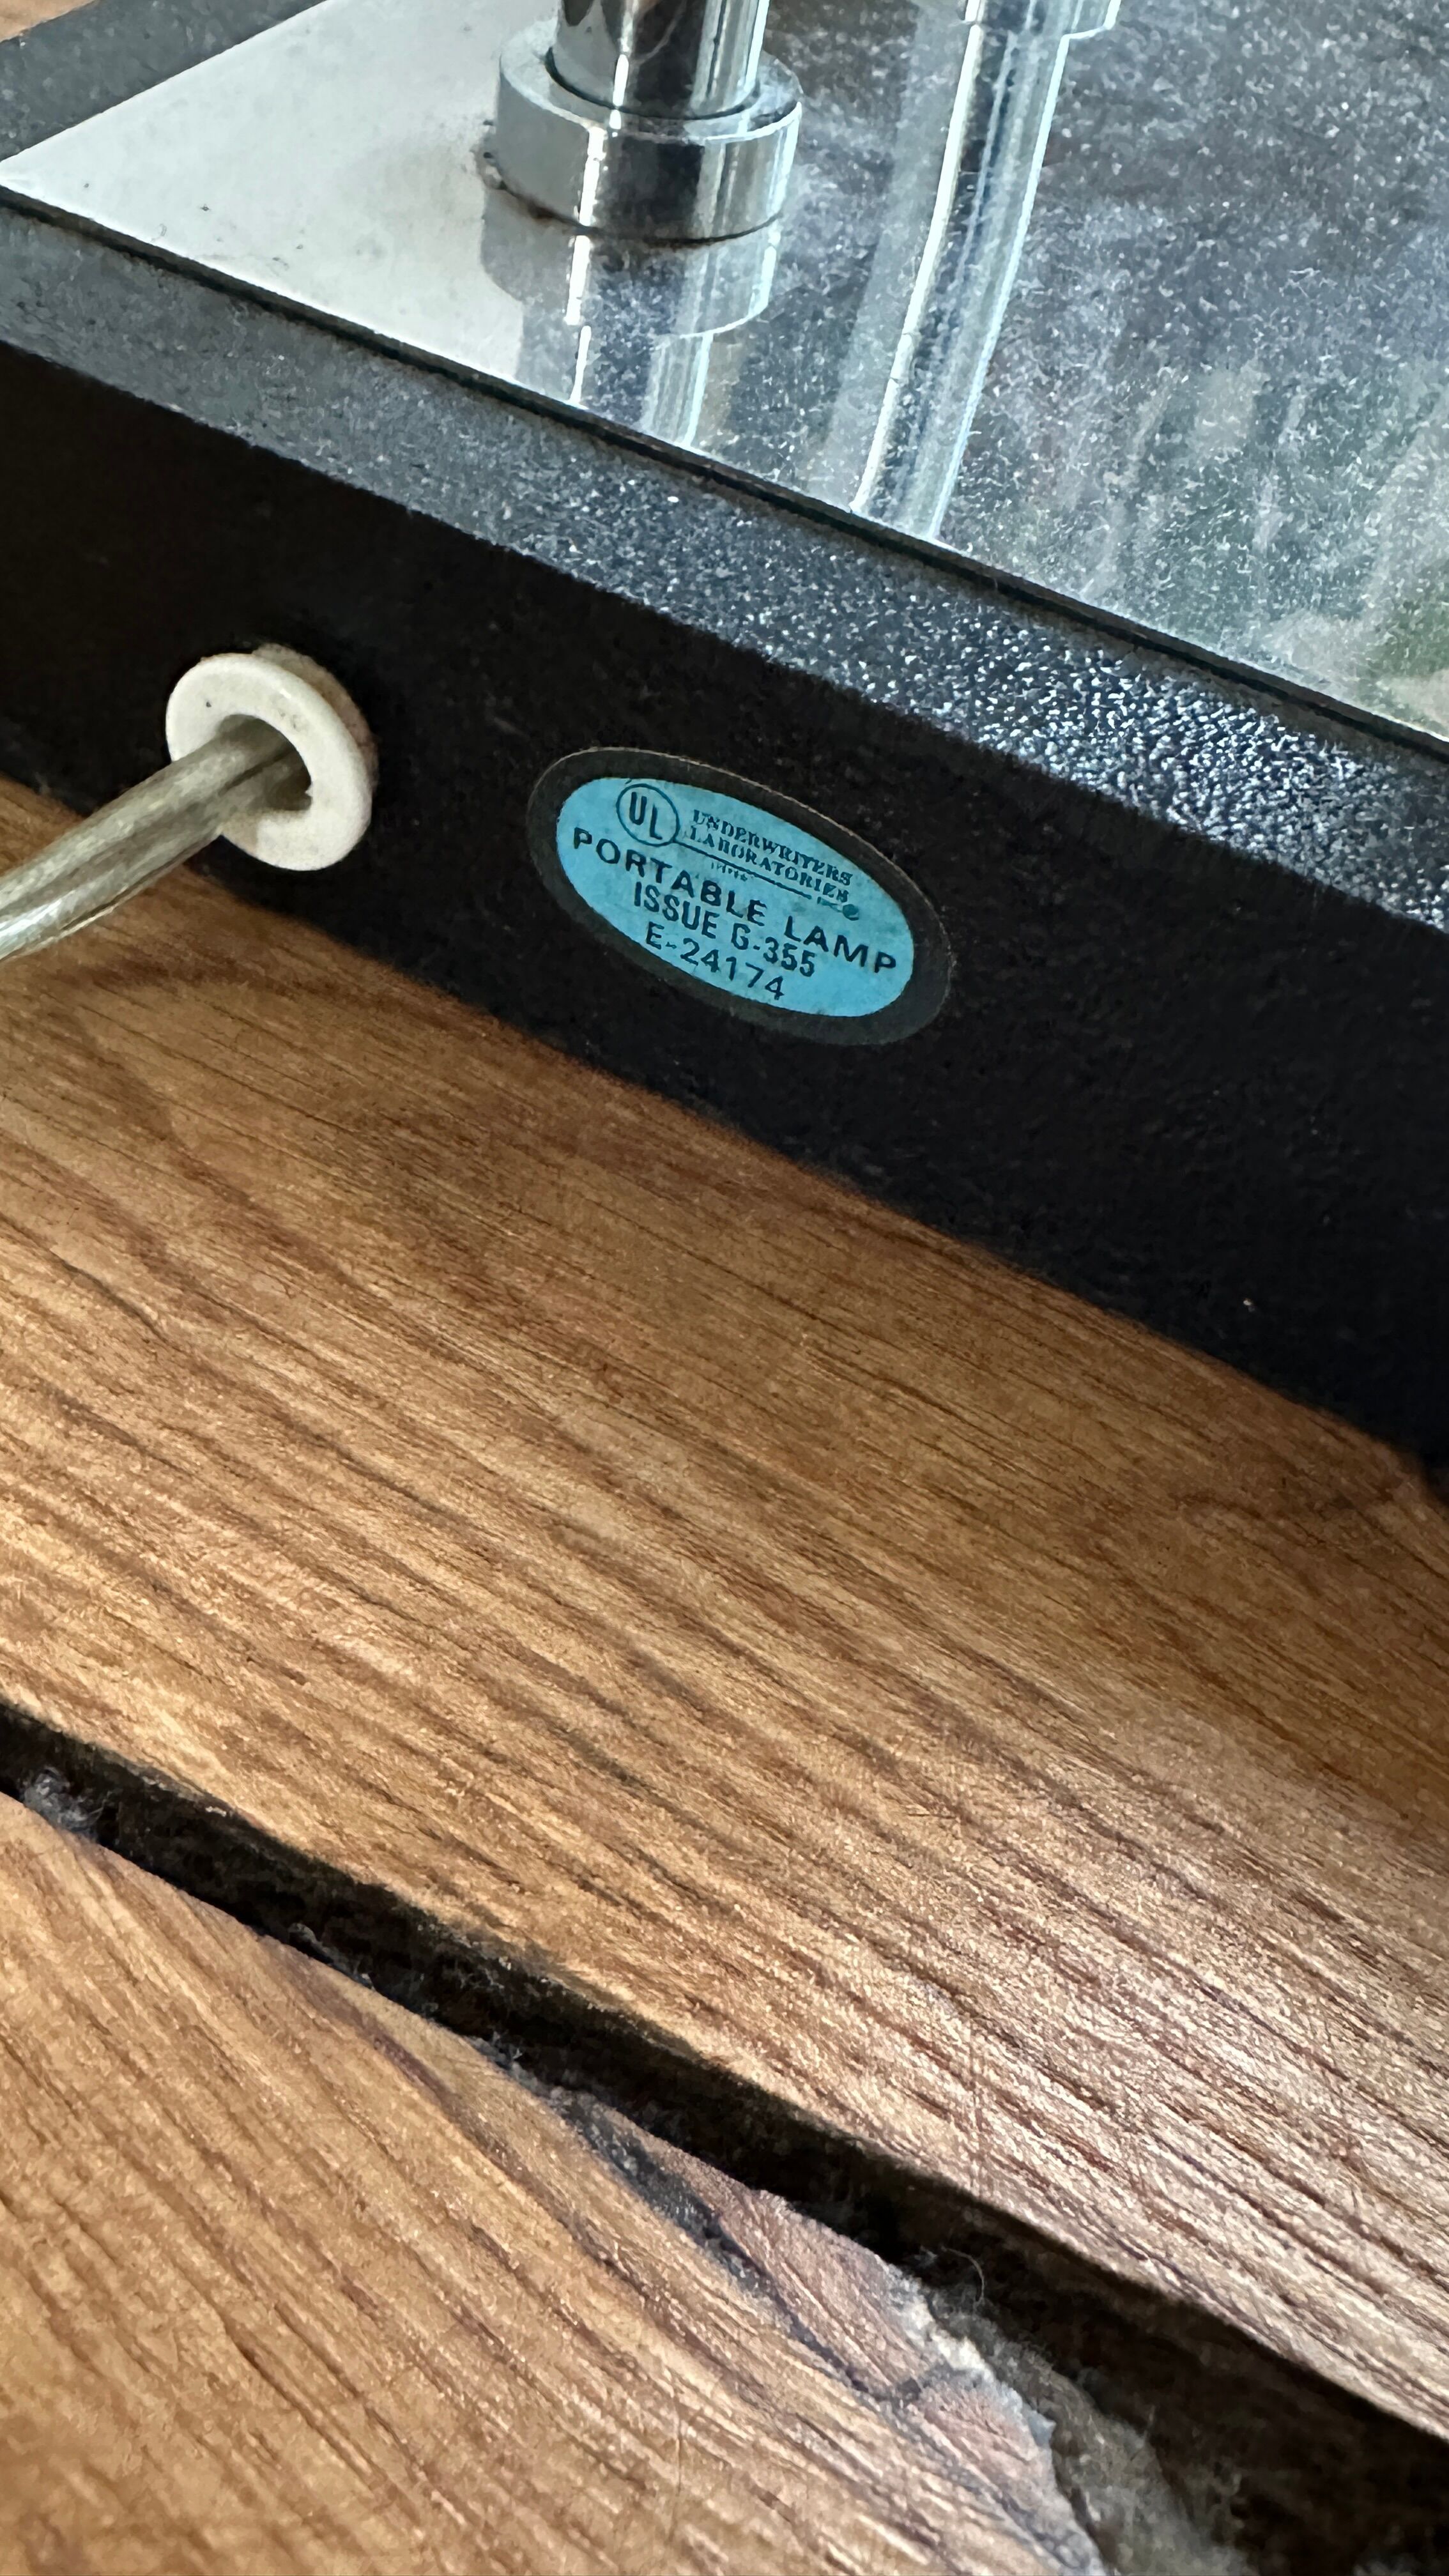 UL
UNDERWRITERS
LABORATORIES
PORTABLE LAMP
ISSUE G-355
E-24174